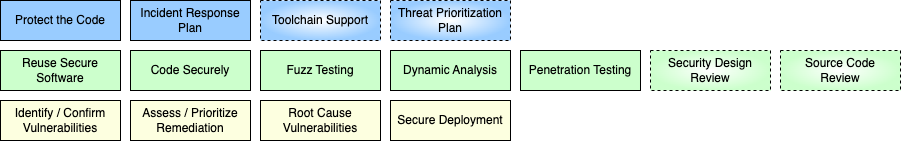 Protect the Code
Incident Response
Plan
Toolchain Support
Threat Prioritization
Plan
Reuse Secure
Software
Code Securely
Fuzz Testing
Dynamic Analysis
Penetration Testing
Security Design
Review
Source Code
Review
Identify / Confirm
Vulnerabilities
Assess / Prioritize
Remediation
Root Cause
Vulnerabilities
Secure Deployment